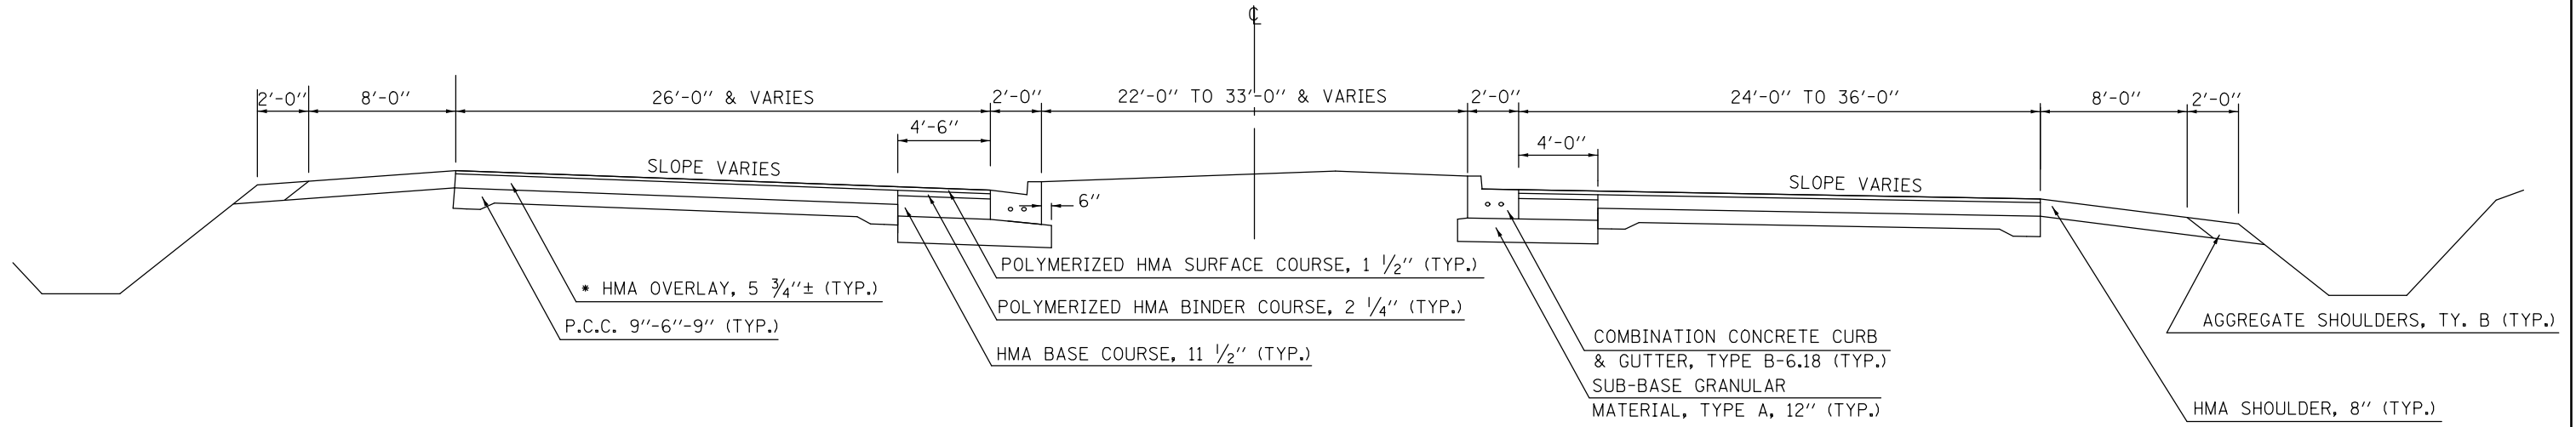 ℄
2'-0" 8'-0" 26'-0" & VARIES 2'-0" 22'-0" TO 33'-0" & VARIES 2'-0" 24'-0" TO 36'-0" 8'-0" 2'-0"
4'-6" 4'-0"
SLOPE VARIES SLOPE VARIES
6"
* HMA OVERLAY, 5 3/4"± (TYP.)
P.C.C. 9"-6"-9" (TYP.)
POLYMERIZED HMA SURFACE COURSE, 1 1/2" (TYP.)
POLYMERIZED HMA BINDER COURSE, 2 1/4" (TYP.)
HMA BASE COURSE, 11 1/2" (TYP.)
COMBINATION CONCRETE CURB
& GUTTER, TYPE B-6.18 (TYP.)
SUB-BASE GRANULAR
MATERIAL, TYPE A, 12" (TYP.)
AGGREGATE SHOULDERS, TY. B (TYP.)
HMA SHOULDER, 8" (TYP.)